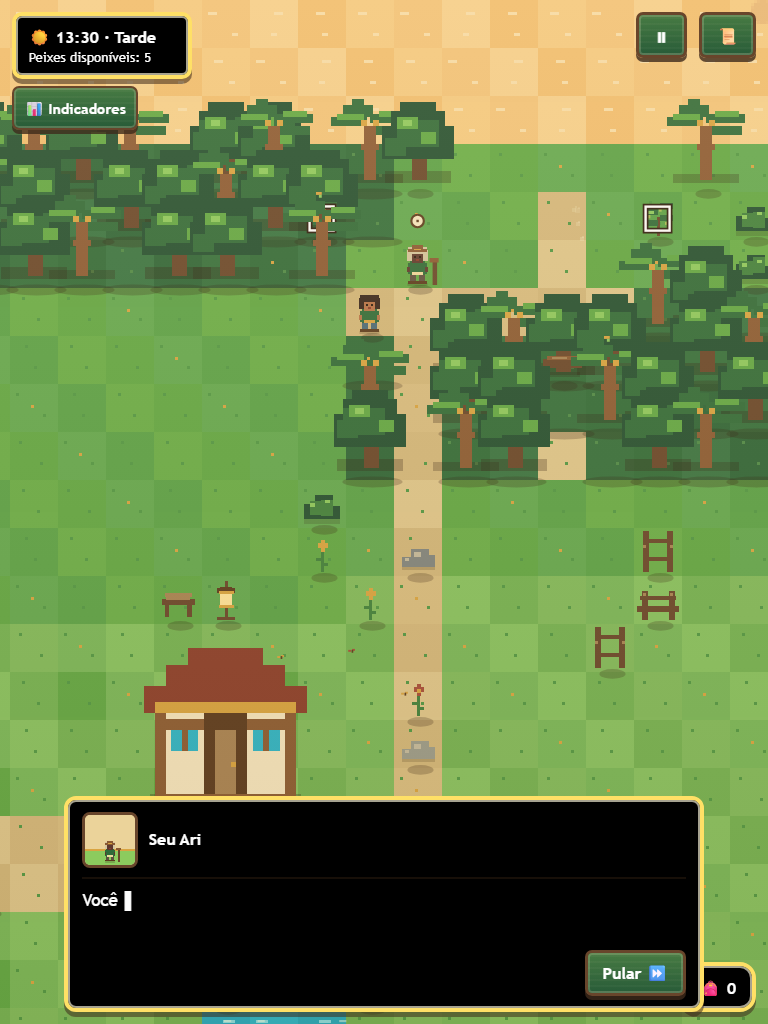 13:30 · Tarde
Peixes disponíveis: 5
Indicadores
Seu Ari
Você
Pular
0